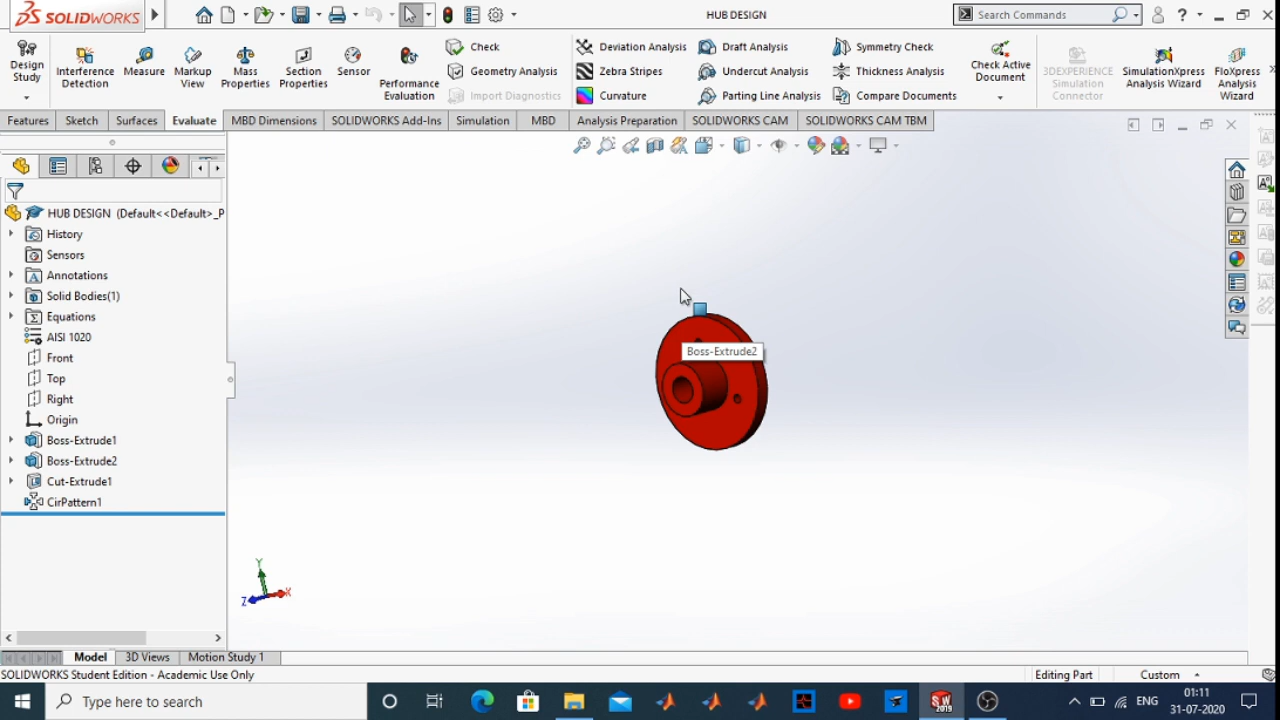 SOLIDWORKS
HUB DESIGN
Search Commands
Design Study
Interference Detection
Measure
Markup View
Mass Properties
Section Properties
Sensor
Performance Evaluation
Check
Geometry Analysis
Import Diagnostics
Deviation Analysis
Zebra Stripes
Curvature
Draft Analysis
Undercut Analysis
Parting Line Analysis
Symmetry Check
Thickness Analysis
Compare Documents
Check Active Document
3DEXPERIENCE Simulation Connector
SimulationXpress Analysis Wizard
FloXpress Analysis Wizard
Features
Sketch
Surfaces
Evaluate
MBD Dimensions
SOLIDWORKS Add-Ins
Simulation
MBD
Analysis Preparation
SOLIDWORKS CAM
SOLIDWORKS CAM TBM
HUB DESIGN (Default<<Default>_P
History
Sensors
Annotations
Solid Bodies(1)
Equations
AISI 1020
Front
Top
Right
Origin
Boss-Extrude1
Boss-Extrude2
Cut-Extrude1
CirPattern1
Boss-Extrude2
Y
Z
X
Model
3D Views
Motion Study 1
SOLIDWORKS Student Edition - Academic Use Only
Editing Part
Custom
Type here to search
SW 2019
ENG
01:11
31-07-2020